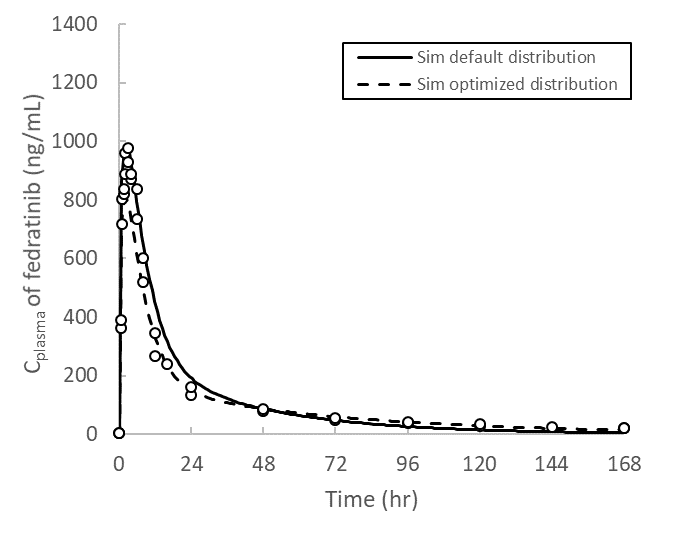 1400
1200
1000
800
600
400
200
0
Cplasma of fedratinib (ng/mL)
Sim default distribution
Sim optimized distribution
0 24 48 72 96 120 144 168
Time (hr)